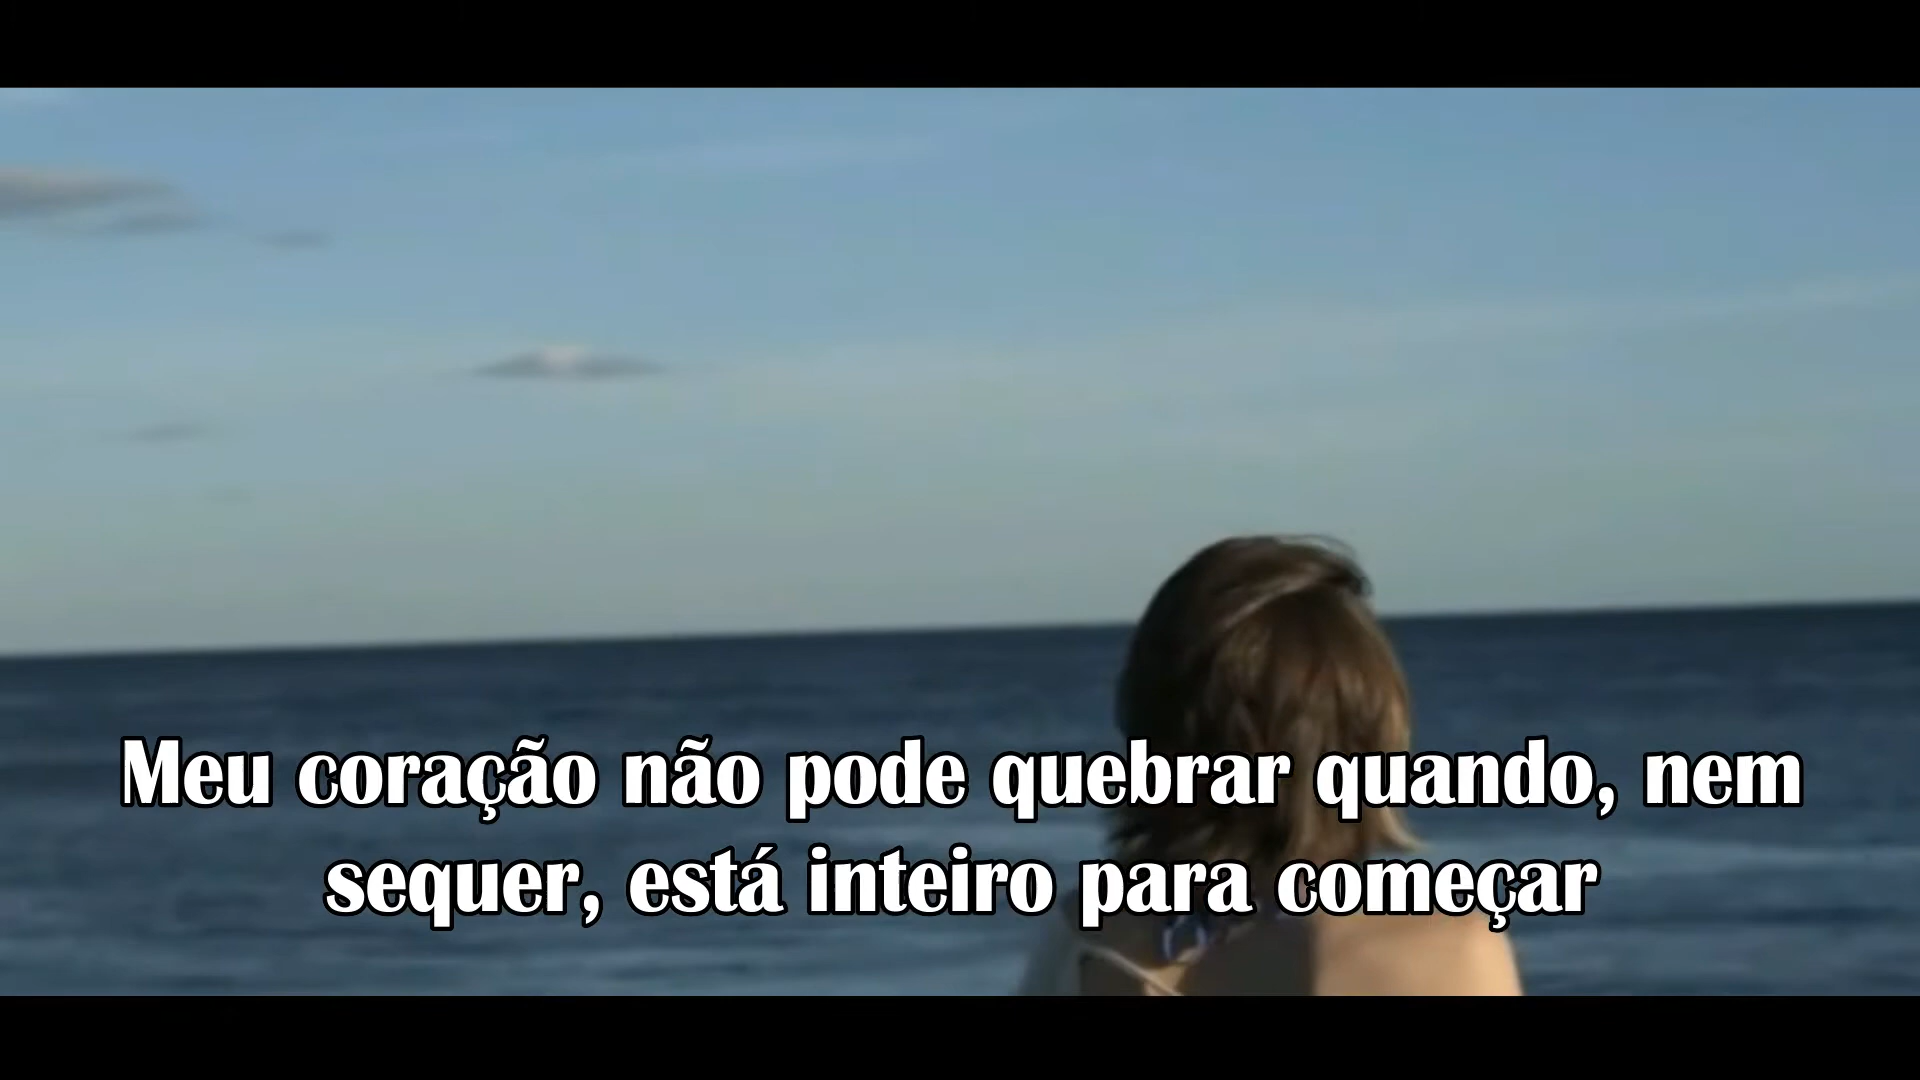 Meu coração não pode quebrar quando, nem
sequer, está inteiro para começar